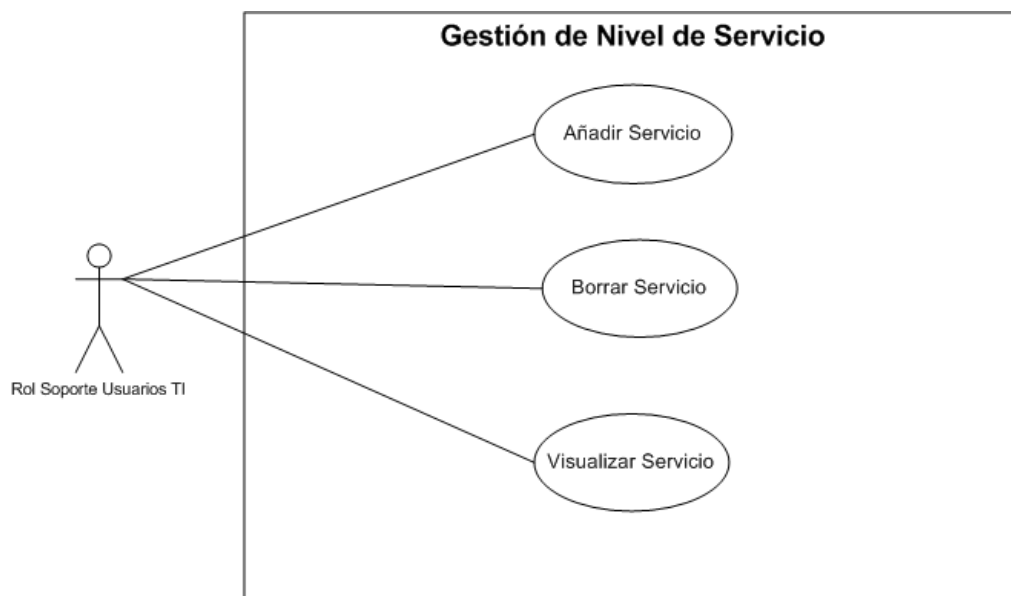 Gestión de Nivel de Servicio
Añadir Servicio
Borrar Servicio
Rol Soporte Usuarios TI
Visualizar Servicio